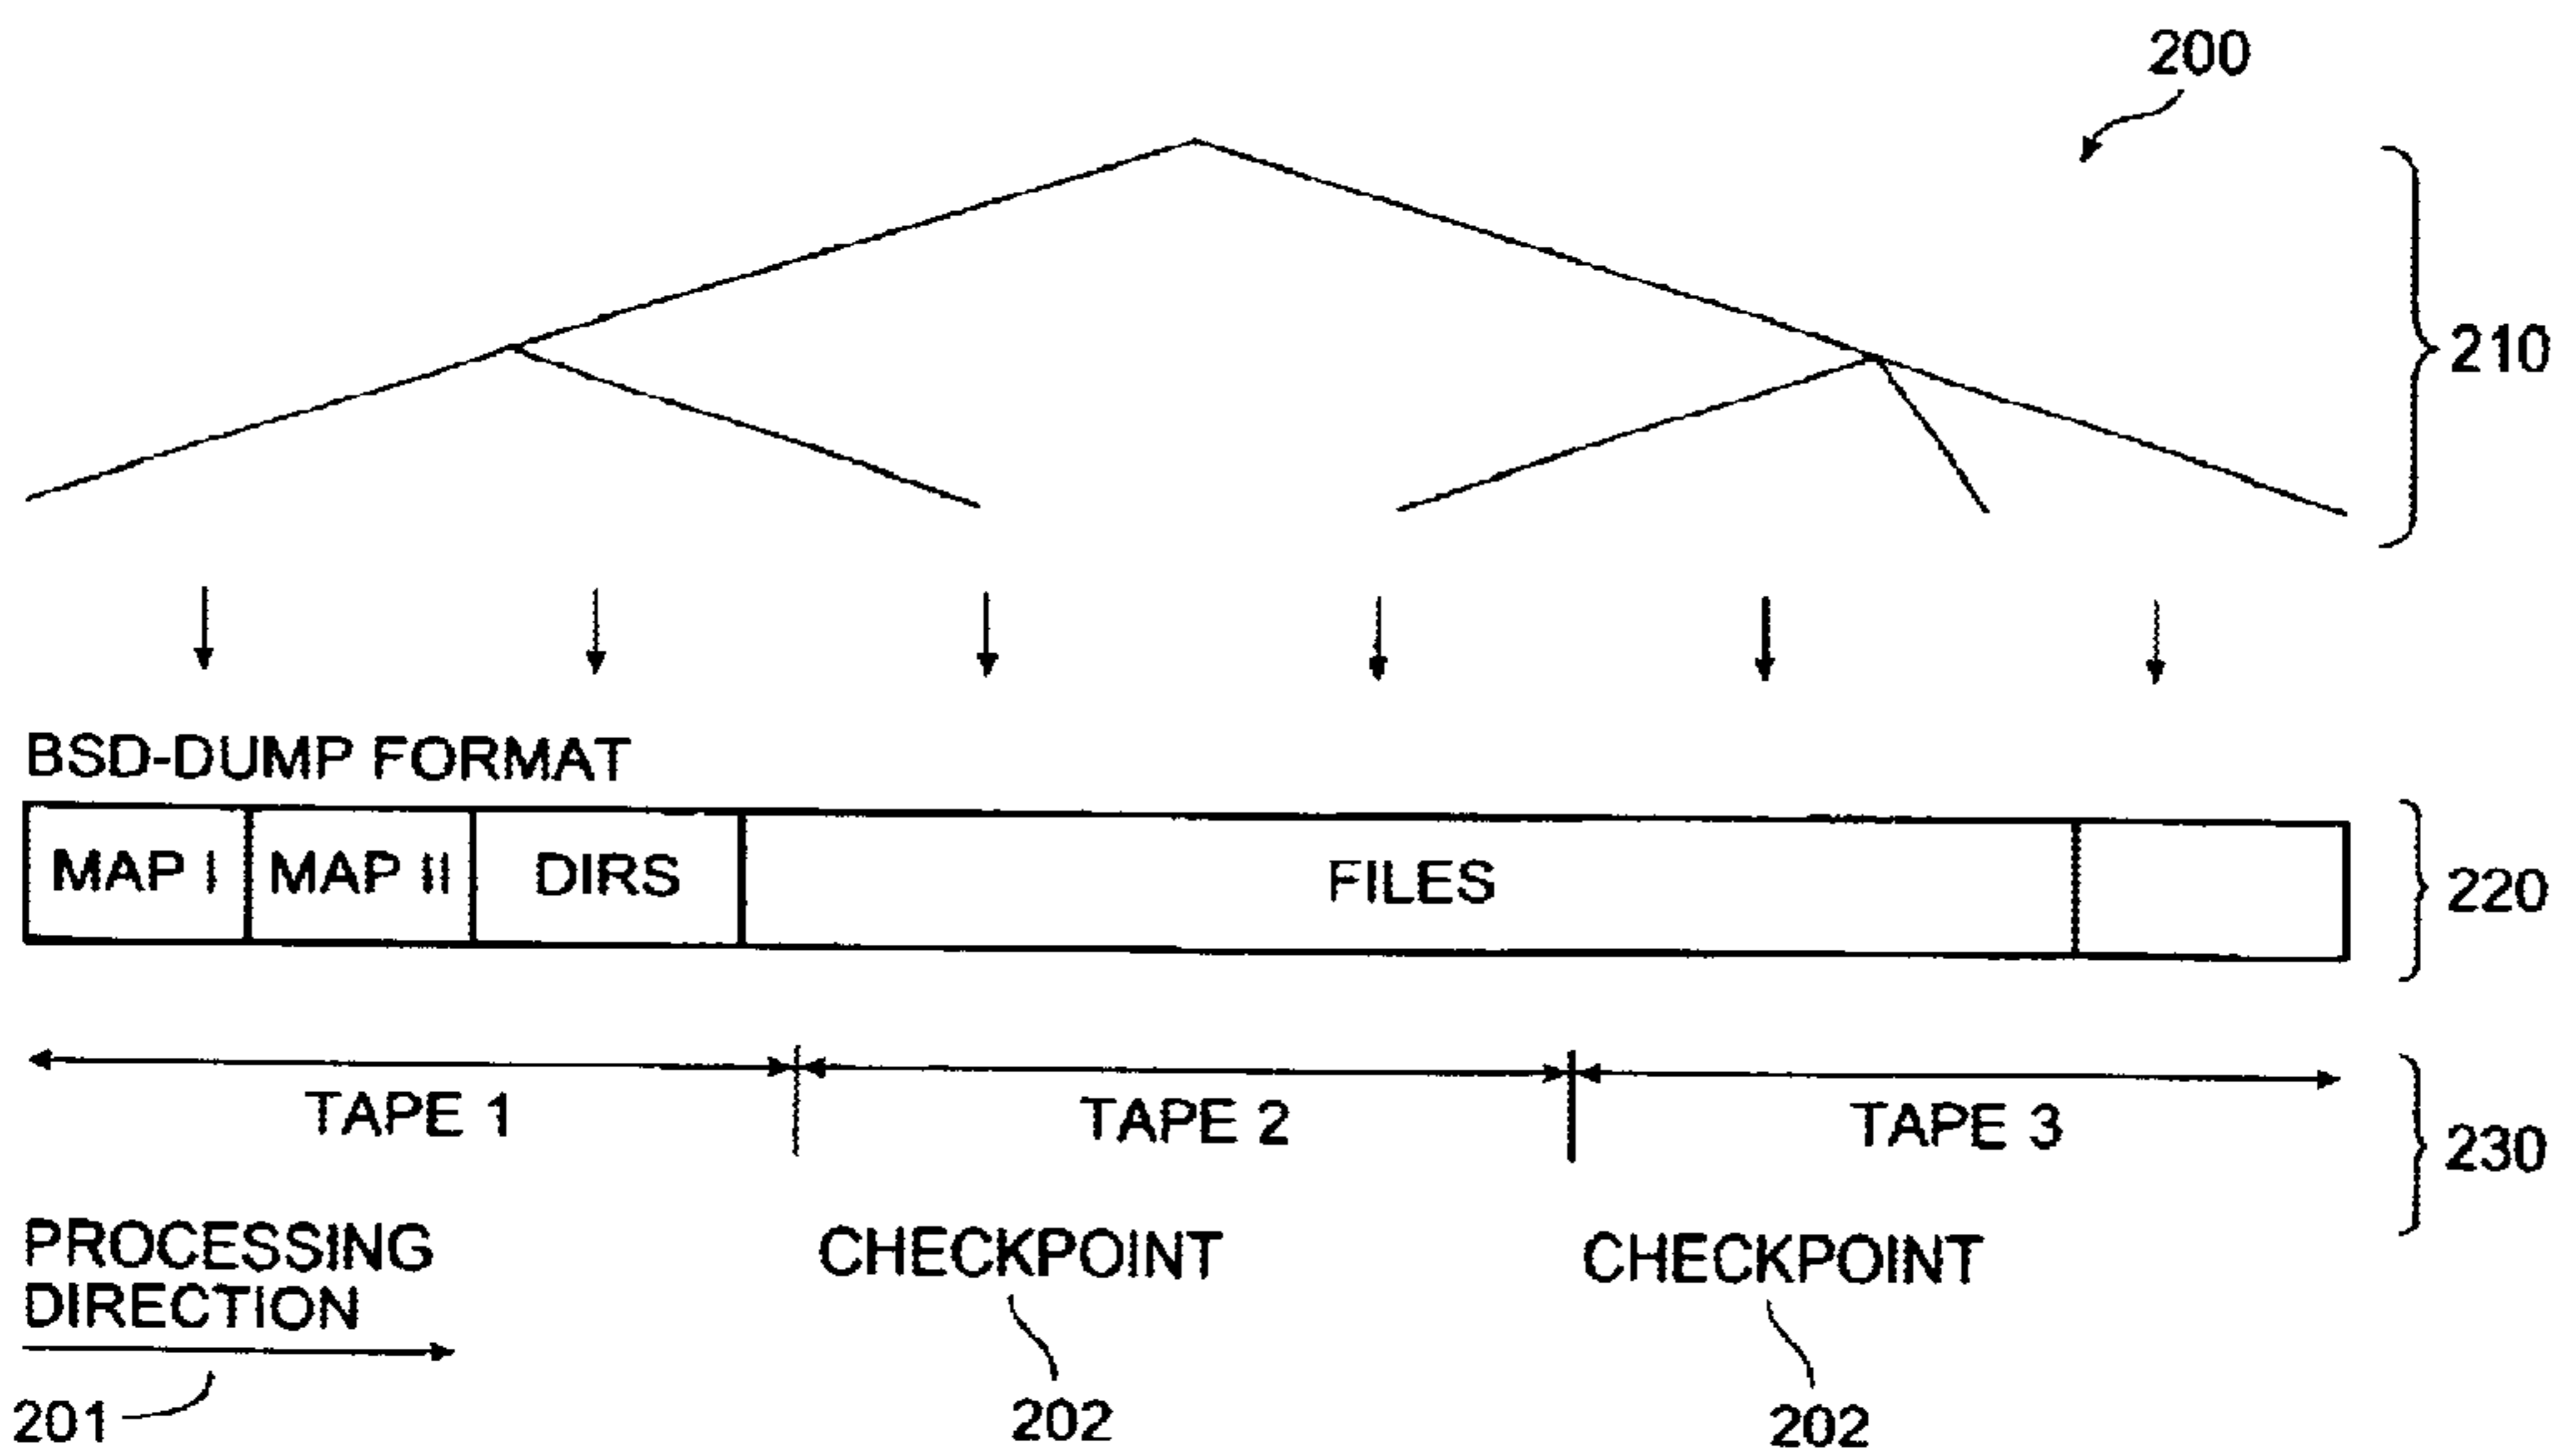 200
210
BSD-DUMP FORMAT
MAP I MAP II DIRS FILES
220
TAPE 1 TAPE 2 TAPE 3
230
PROCESSING
DIRECTION
CHECKPOINT CHECKPOINT
201 202 202